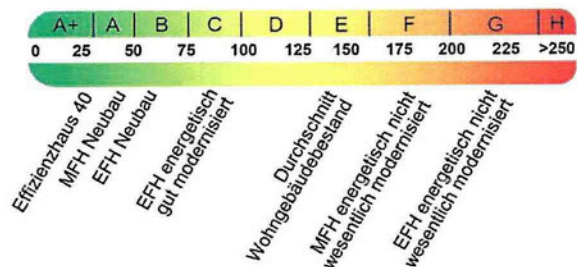 A+ A B C D E F G H
0 25 50 75 100 125 150 175 200 225 >250
Effizienzhaus 40
MFH Neubau
EFH Neubau
EFH energetisch
gut modernisiert
Durchschnitt
Wohngebäudebestand
MFH energetisch nicht
wesentlich modernisiert
EFH energetisch nicht
wesentlich modernisiert